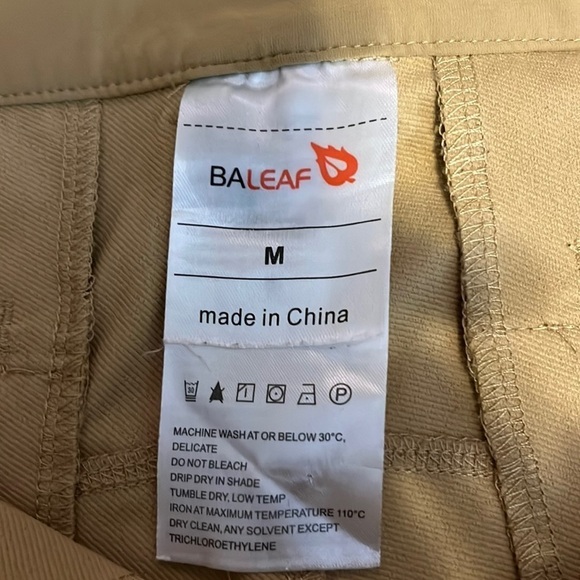 BALEAF
M
made in China
30 P
MACHINE WASH AT OR BELOW 30°C,
DELICATE
DO NOT BLEACH
DRIP DRY IN SHADE
TUMBLE DRY, LOW TEMP
IRON AT MAXIMUM TEMPERATURE 110°C
DRY CLEAN, ANY SOLVENT EXCEPT
TRICHLOROETHYLENE